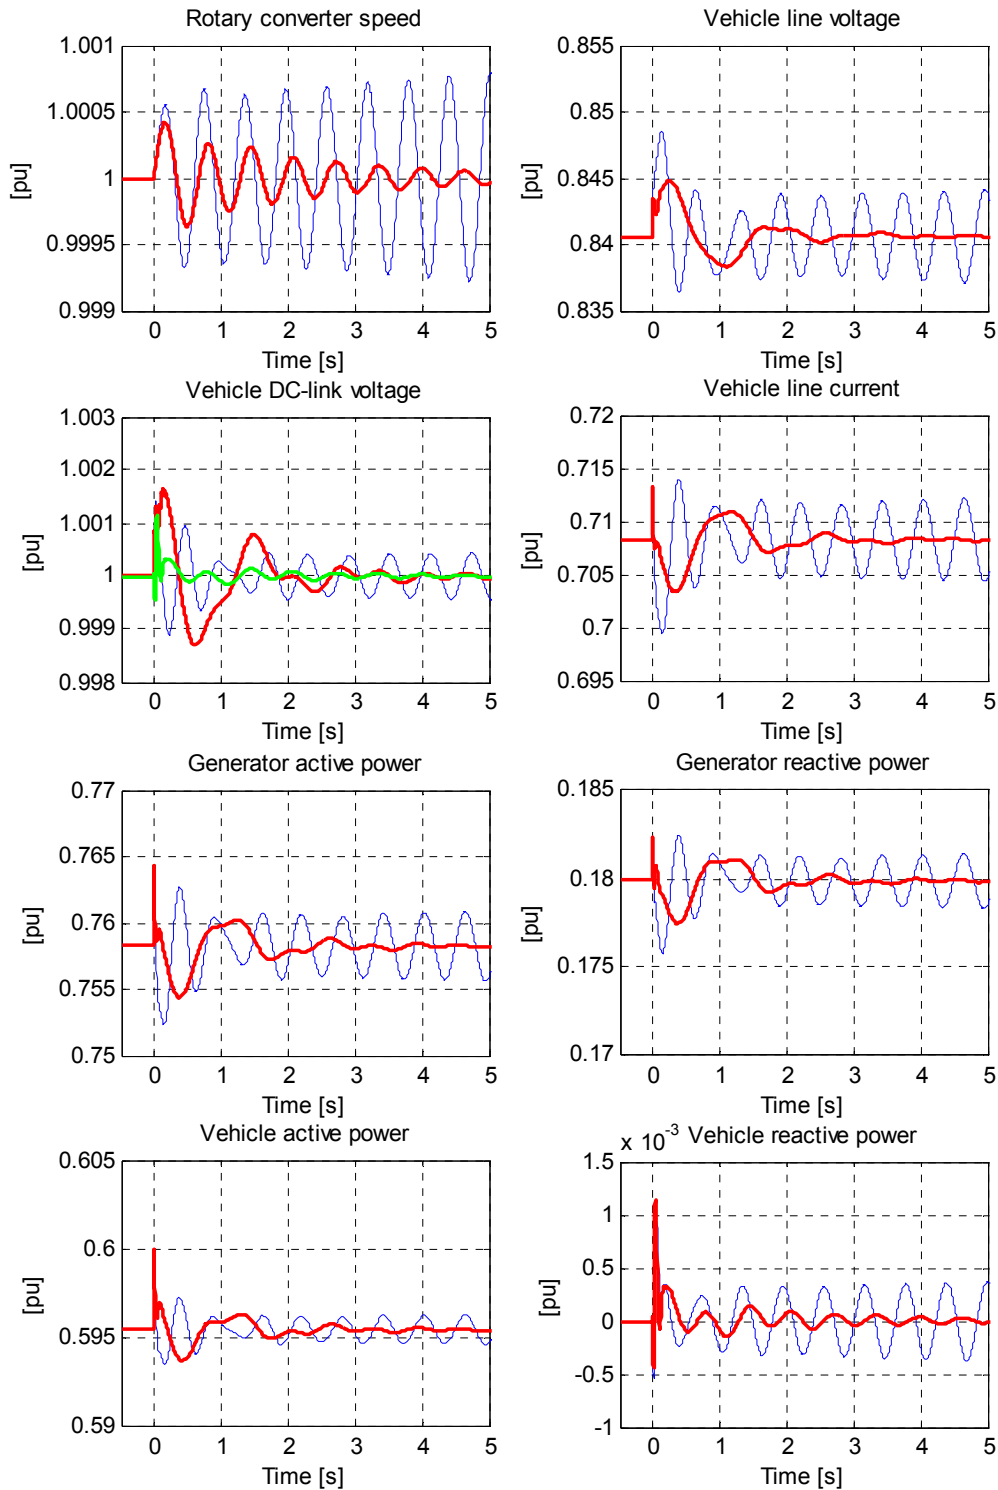 Rotary converter speed
1.001
1.0005
1
0.9995
0.999
[pu]
0 1 2 3 4 5
Time [s]
Vehicle line voltage
0.855
0.85
0.845
0.84
0.835
[pu]
0 1 2 3 4 5
Time [s]
Vehicle DC-link voltage
1.003
1.002
1.001
1
0.999
0.998
[pu]
0 1 2 3 4 5
Time [s]
Vehicle line current
0.72
0.715
0.71
0.705
0.7
0.695
[pu]
0 1 2 3 4 5
Time [s]
Generator active power
0.77
0.765
0.76
0.755
0.75
[pu]
0 1 2 3 4 5
Time [s]
Generator reactive power
0.185
0.18
0.175
0.17
[pu]
0 1 2 3 4 5
Time [s]
Vehicle active power
0.605
0.6
0.595
0.59
[pu]
0 1 2 3 4 5
Time [s]
x 10^-3 Vehicle reactive power
1.5
1
0.5
0
-0.5
-1
[pu]
0 1 2 3 4 5
Time [s]